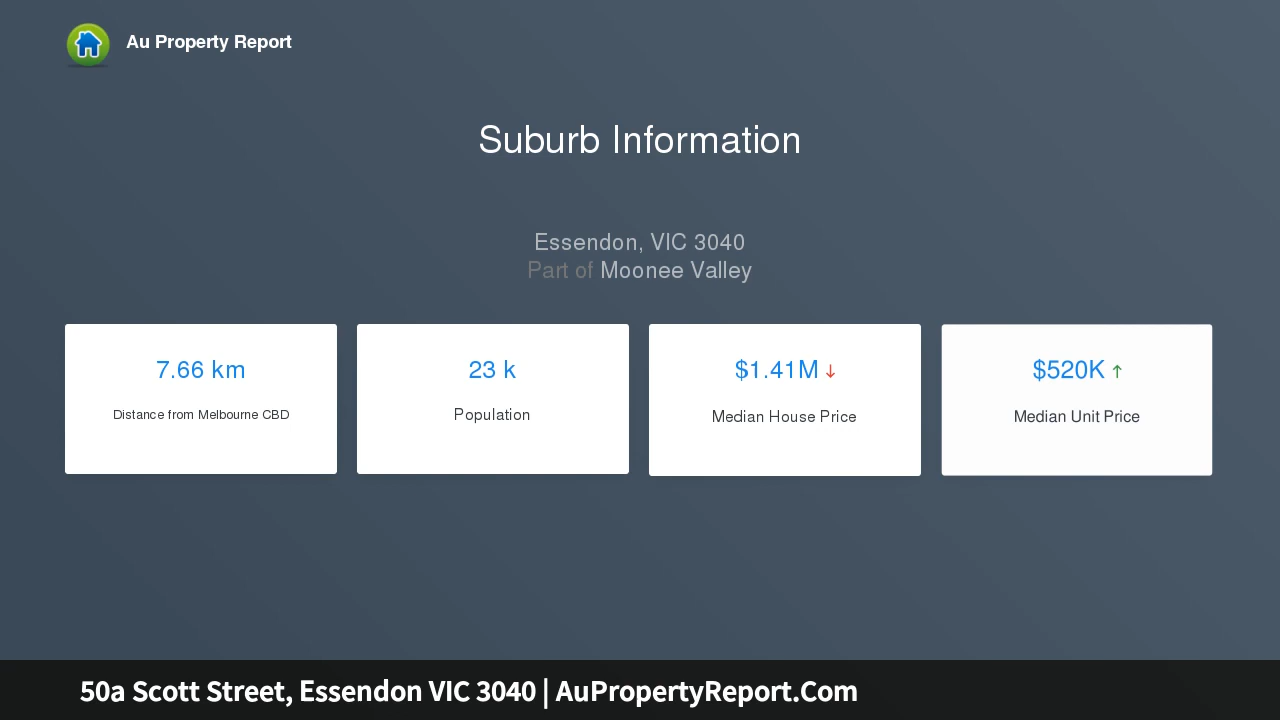 Au Property Report
Suburb Information
Essendon, VIC 3040
Part of Moonee Valley
7.66 km
Distance from Melbourne CBD
23 k
Population
$1.41M ↓
Median House Price
$520K ↑
Median Unit Price
50a Scott Street, Essendon VIC 3040 | AuPropertyReport.Com